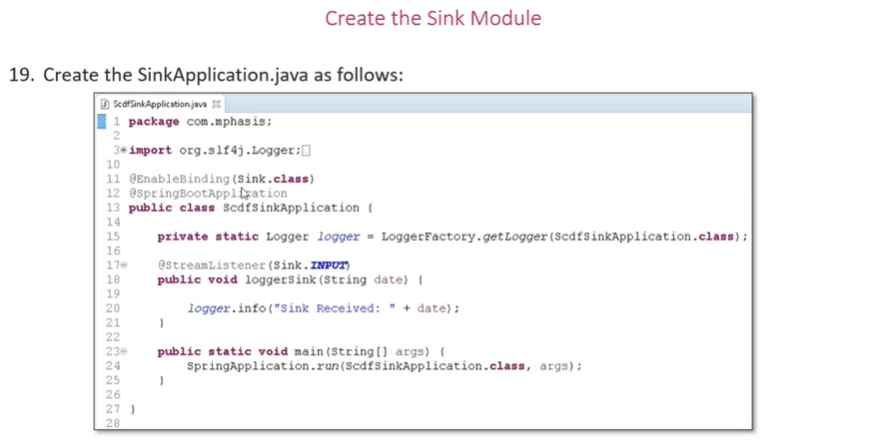 Create the Sink Module
19. Create the SinkApplication.java as follows:
ScdfSinkApplication.java
1 package com.mphasis;
2
3 import org.slf4j.Logger;
10
11 @EnableBinding(Sink.class)
12 @SpringBootApplication
13 public class ScdfSinkApplication {
14
15 private static Logger logger = LoggerFactory.getLogger(ScdfSinkApplication.class);
16
17 @StreamListener(Sink.INPUT)
18 public void loggerSink(String date) {
19
20 logger.info("Sink Received: " + date);
21 }
22
23 public static void main(String[] args) {
24 SpringApplication.run(ScdfSinkApplication.class, args);
25 }
26
27 }
28